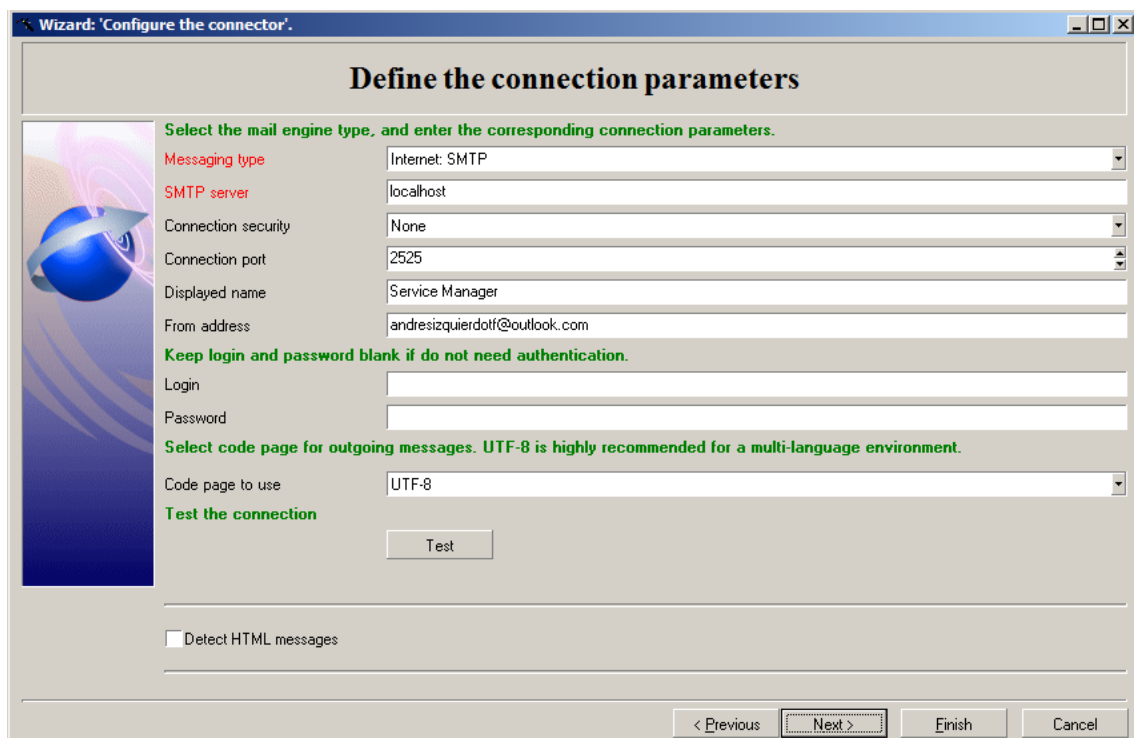 Wizard: 'Configure the connector'.
Define the connection parameters
Select the mail engine type, and enter the corresponding connection parameters.
Messaging type Internet: SMTP
SMTP server localhost
Connection security None
Connection port 2525
Displayed name Service Manager
From address andresizquierdotf@outlook.com
Keep login and password blank if do not need authentication.
Login
Password
Select code page for outgoing messages. UTF-8 is highly recommended for a multi-language environment.
Code page to use UTF-8
Test the connection
Test
Detect HTML messages
< Previous Next > Finish Cancel